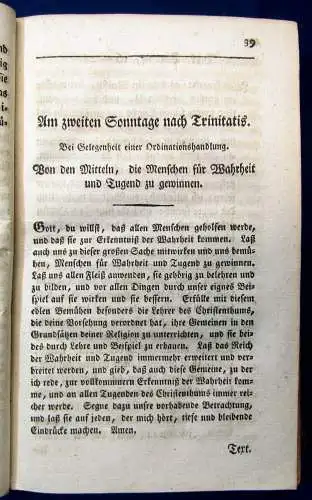 39
Am zweiten Sonntage nach Trinitatis.
Bei Gelegenheit einer Ordinationshandlung.
Von den Mitteln, die Menschen für Wahrheit
und Tugend zu gewinnen.
Gott, du willst, daß allen Menschen geholfen werde,
und daß sie zur Erkenntniß der Wahrheit kommen. Laß
auch uns zu dieser großen Sache mitwirken und uns bemü-
hen, Menschen für Wahrheit und Tugend zu gewinnen.
Laß uns allen Fleiß anwenden, sie gehörig zu belehren und
zu bilden, und vor allen Dingen durch unser eignes Bei-
spiel auf sie wirken und sie bessern. Erfülle mit diesem
edlen Bemühen besonders die Lehrer des Christenthums,
die deine Vorsehung verordnet hat, ihre Gemeinen in den
Grundsätzen deiner Religion zu unterrichten, und sie bei-
des durch Lehre und Beispiel zu erbauen. Laß das Reich
der Wahrheit und Tugend immermehr erweitert und ver-
breitet werden, und gieb, daß auch diese Gemeine, zu der
ich rede, zur vollkommnern Erkenntniß der Wahrheit kom-
me, und an allen Tugenden des Christenthums immer rei-
cher werde. Segne dazu unsre vorhabende Betrachtung,
und laß sie auf jeden, der mich hört, tiefe und bleibende
Eindrücke machen. Amen.
Text.